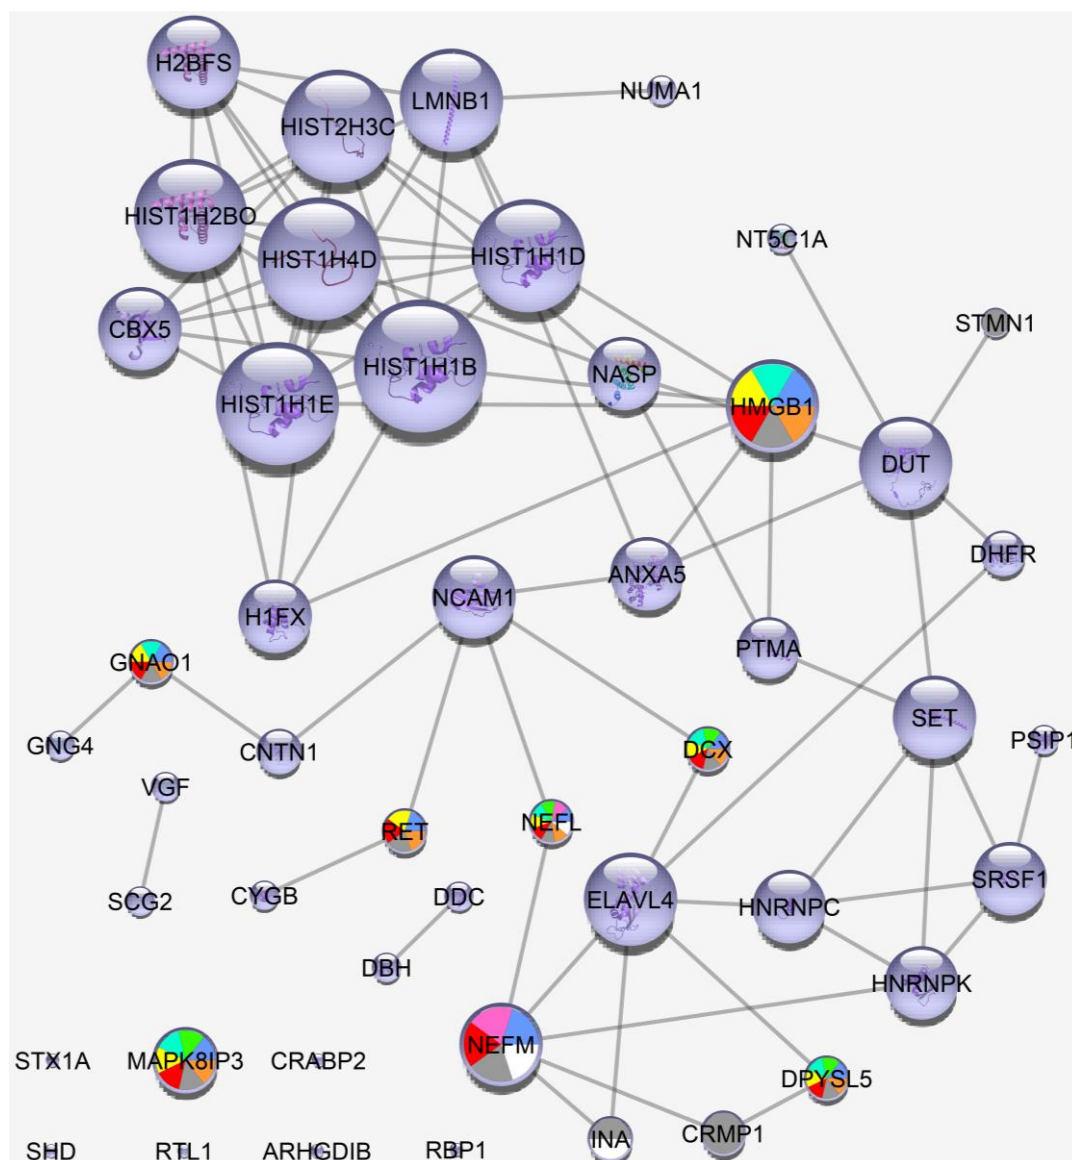 H2BFS
LMNB1
NUMA1
HIST2H3C
HIST1H2BO
NT5C1A
HIST1H4D
HIST1H1D
STMN1
CBX5
HIST1H1B
NASP
HIST1H1E
HMGB1
DUT
DHFR
ANXA5
NCAM1
H1FX
PTMA
GNAO1
SET
GNG4
CNTN1
DCX
PSIP1
VGF
RET
NEFL
SRSF1
CYGB
DDC
ELAVL4
HNRNPC
SCG2
DBH
HNRNPK
NEFM
STX1A
MAPK8IP3
CRABP2
DPYSL5
INA
CRMP1
SHD
RTL1
ARHGDIB
RBP1